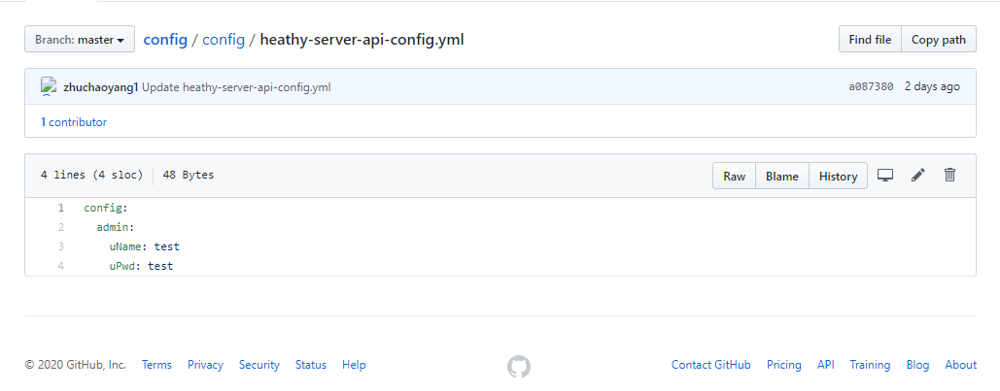 Branch: master config / config / heathy-server-api-config.yml Find file Copy path
zhuchaoyang1 Update heathy-server-api-config.yml a087380 2 days ago
1 contributor
4 lines (4 sloc) 48 Bytes Raw Blame History
1 config:
2 admin:
3 uName: test
4 uPwd: test
© 2020 GitHub, Inc. Terms Privacy Security Status Help Contact GitHub Pricing API Training Blog About